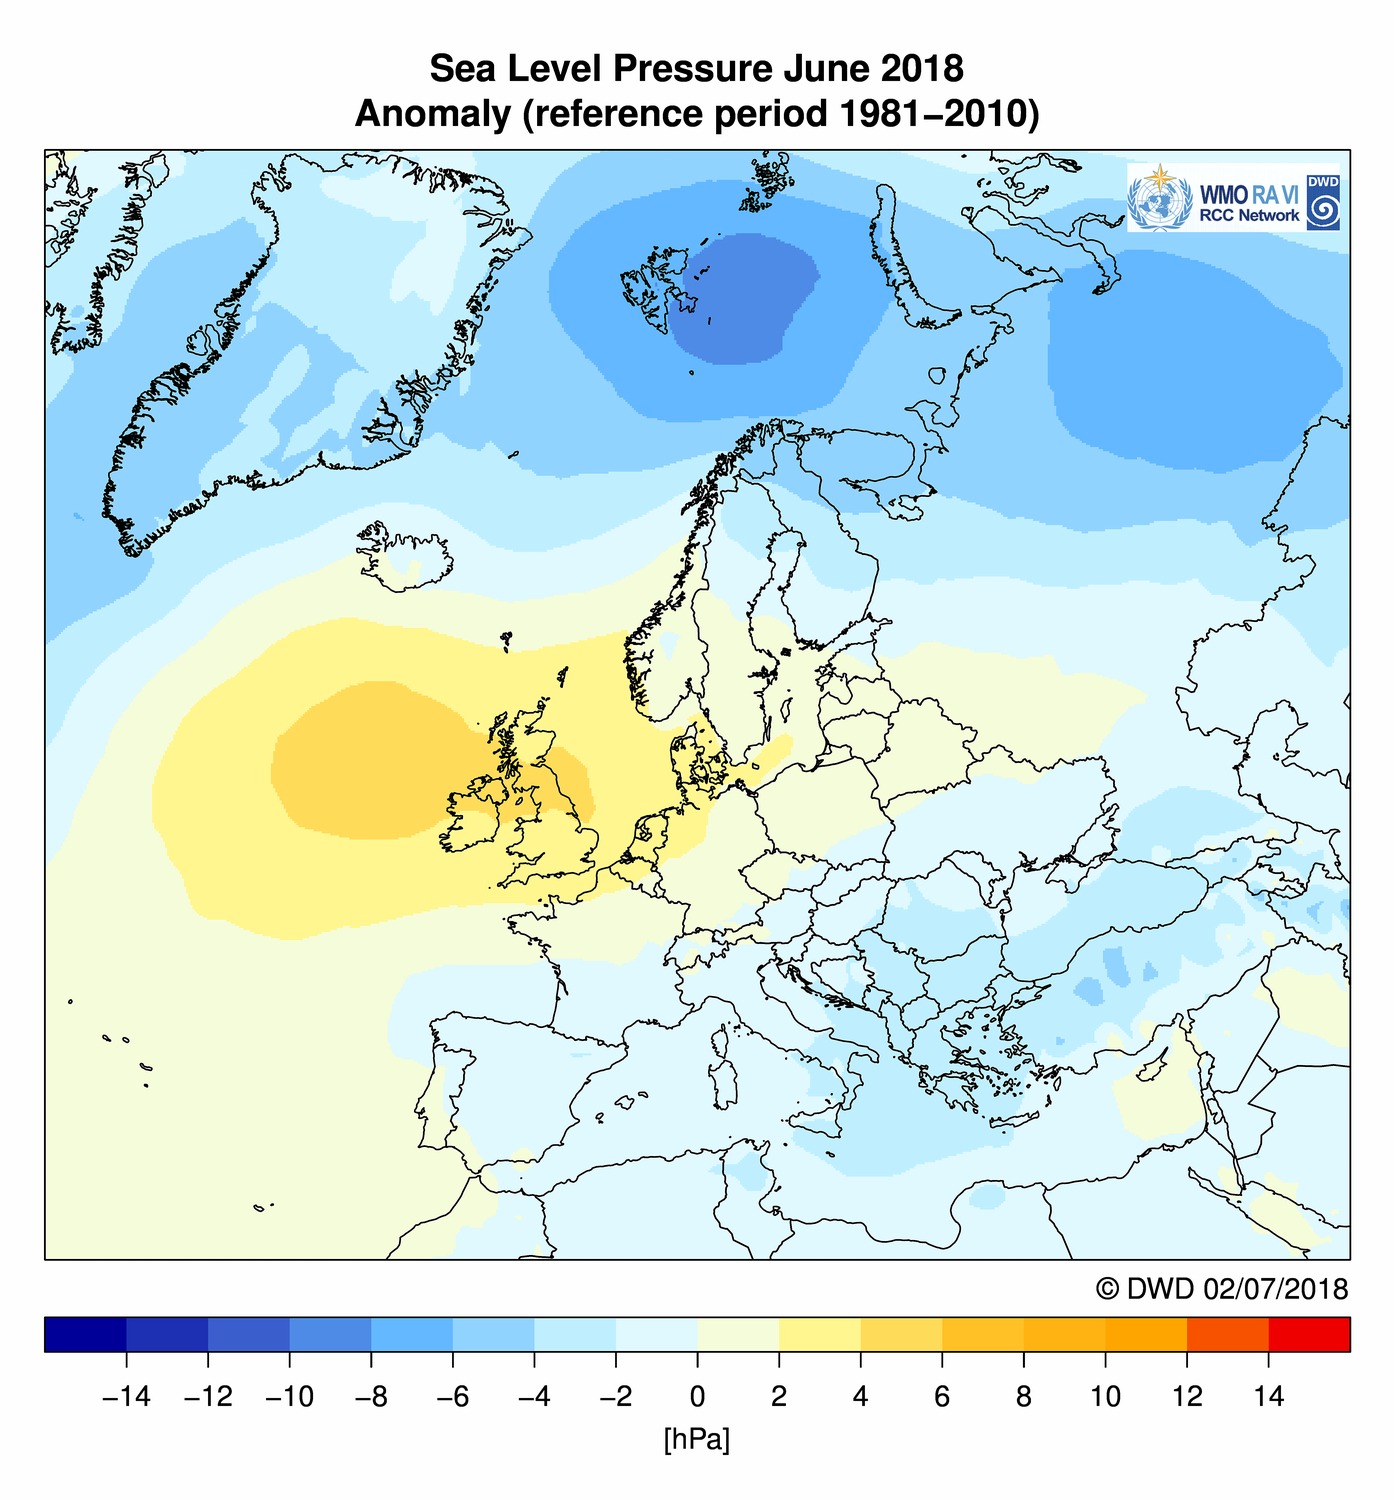 Sea Level Pressure June 2018
Anomaly (reference period 1981−2010)
WMO RA VI
RCC Network
DWD
© DWD 02/07/2018
−14 −12 −10 −8 −6 −4 −2 0 2 4 6 8 10 12 14
[hPa]